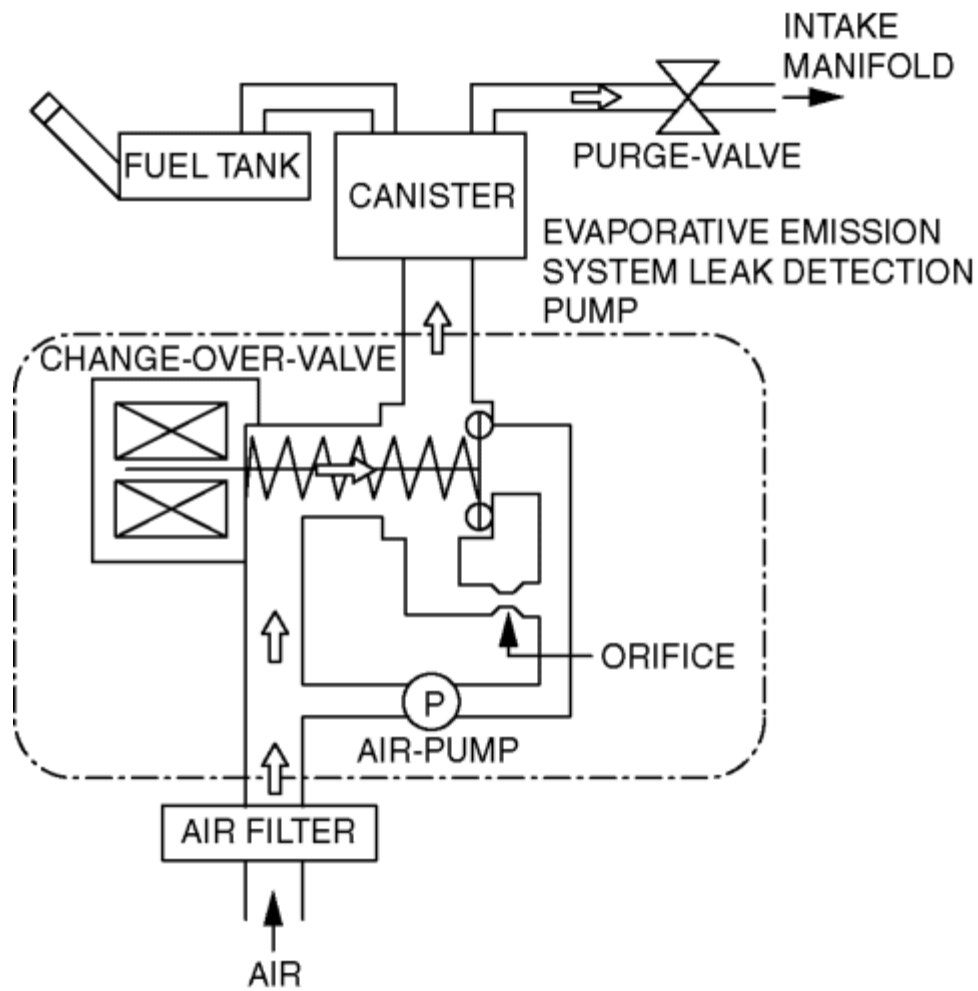 INTAKE
MANIFOLD
PURGE-VALVE
FUEL TANK
CANISTER
EVAPORATIVE EMISSION
SYSTEM LEAK DETECTION
PUMP
CHANGE-OVER-VALVE
ORIFICE
P
AIR-PUMP
AIR FILTER
AIR